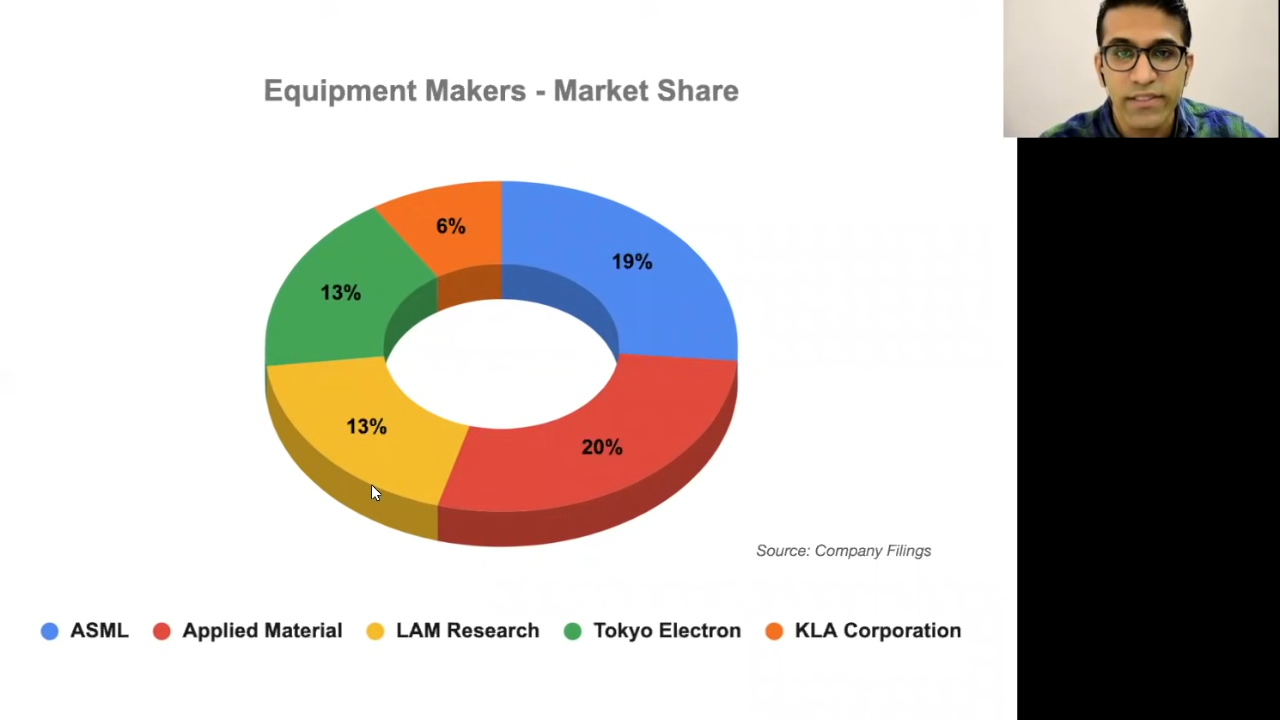 Equipment Makers - Market Share
6%
19%
13%
13%
20%
Source: Company Filings
ASML Applied Material LAM Research Tokyo Electron KLA Corporation